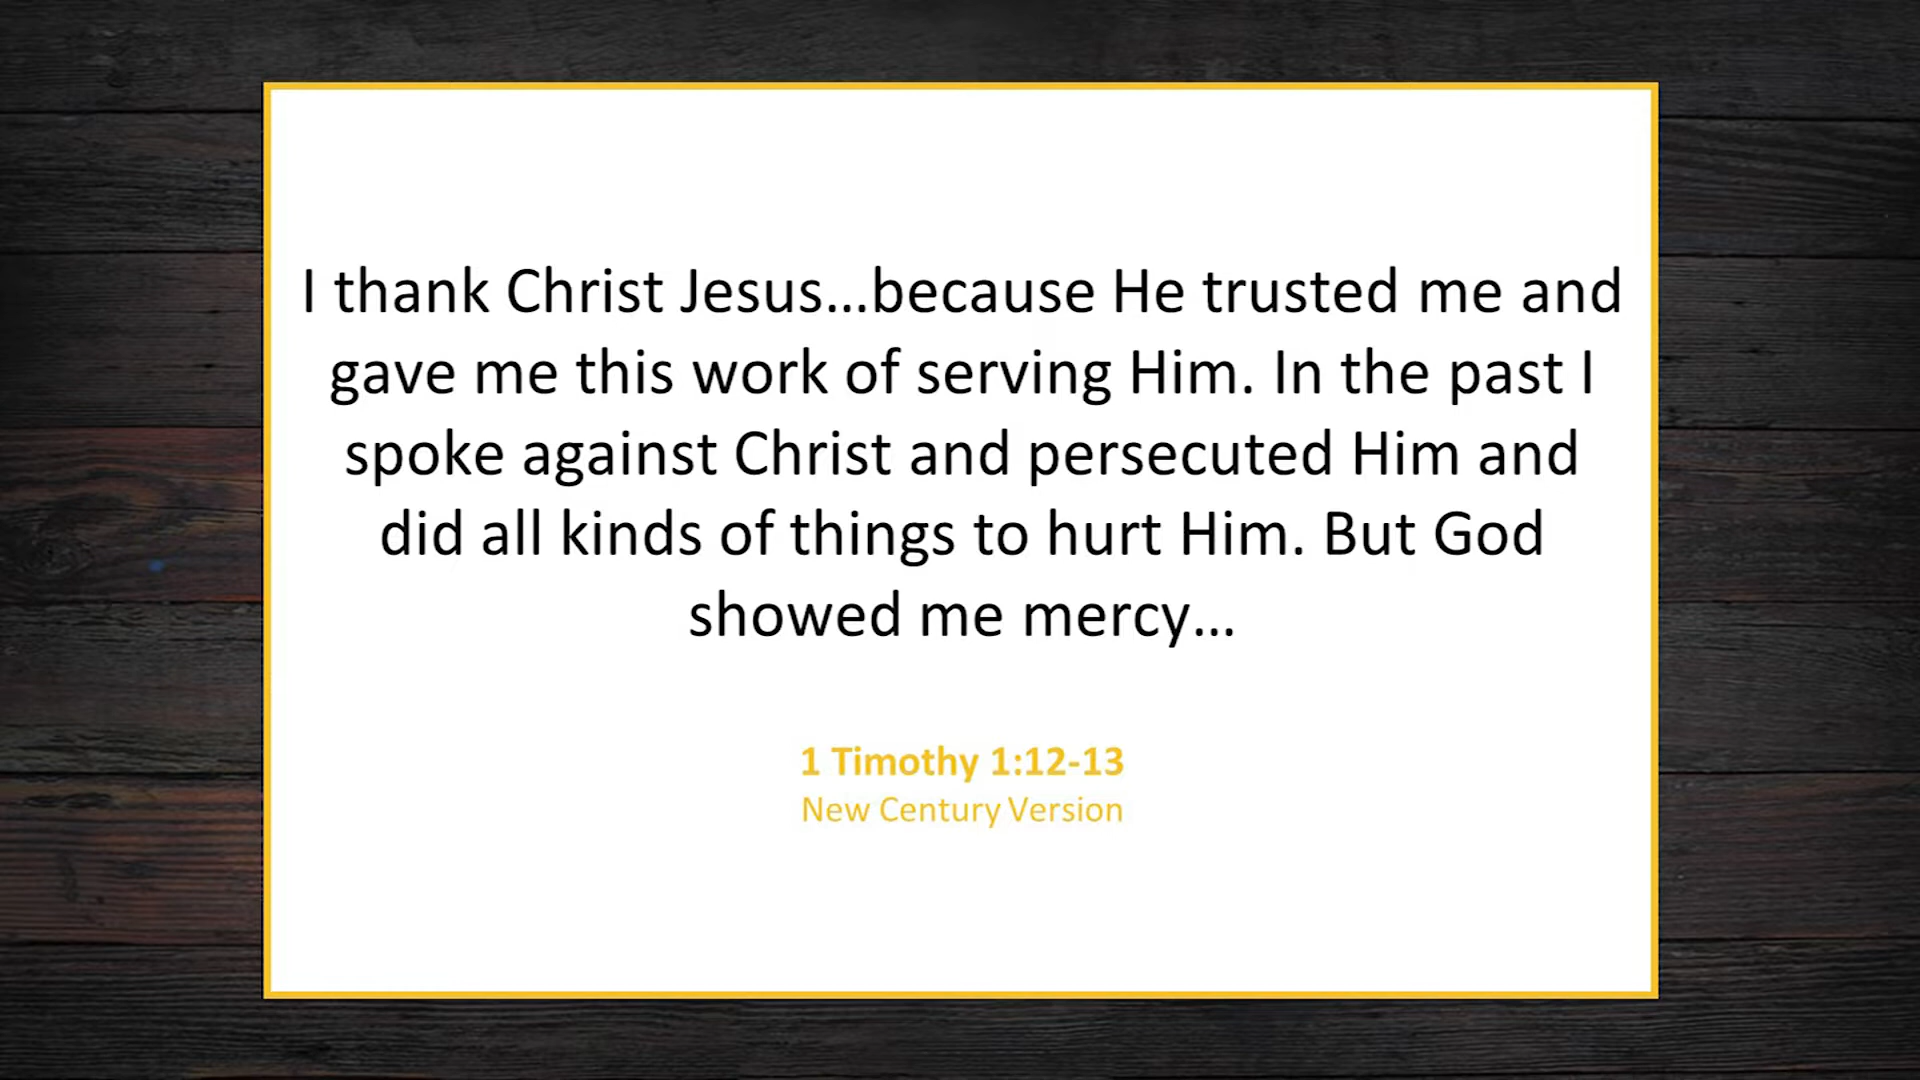 I thank Christ Jesus...because He trusted me and
gave me this work of serving Him. In the past I
spoke against Christ and persecuted Him and
did all kinds of things to hurt Him. But God
showed me mercy...
1 Timothy 1:12-13
New Century Version